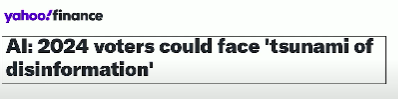 yahoo!finance
AI: 2024 voters could face 'tsunami of
disinformation'